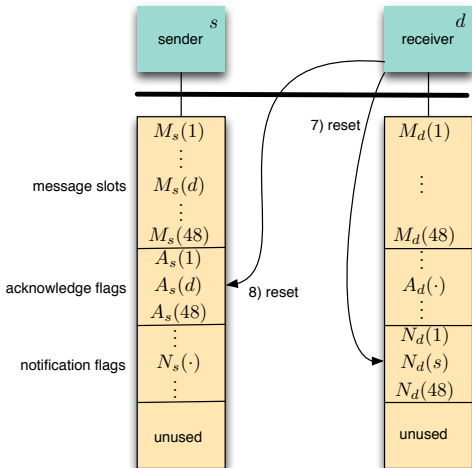 s
sender
d
receiver
7) reset
8) reset
message slots
acknowledge flags
notification flags
M_s(1)
⋮
M_s(d)
⋮
M_s(48)
A_s(1)
A_s(d)
A_s(48)
⋮
N_s(·)
⋮
unused
M_d(1)
⋮
M_d(48)
⋮
A_d(·)
⋮
N_d(1)
N_d(s)
N_d(48)
unused